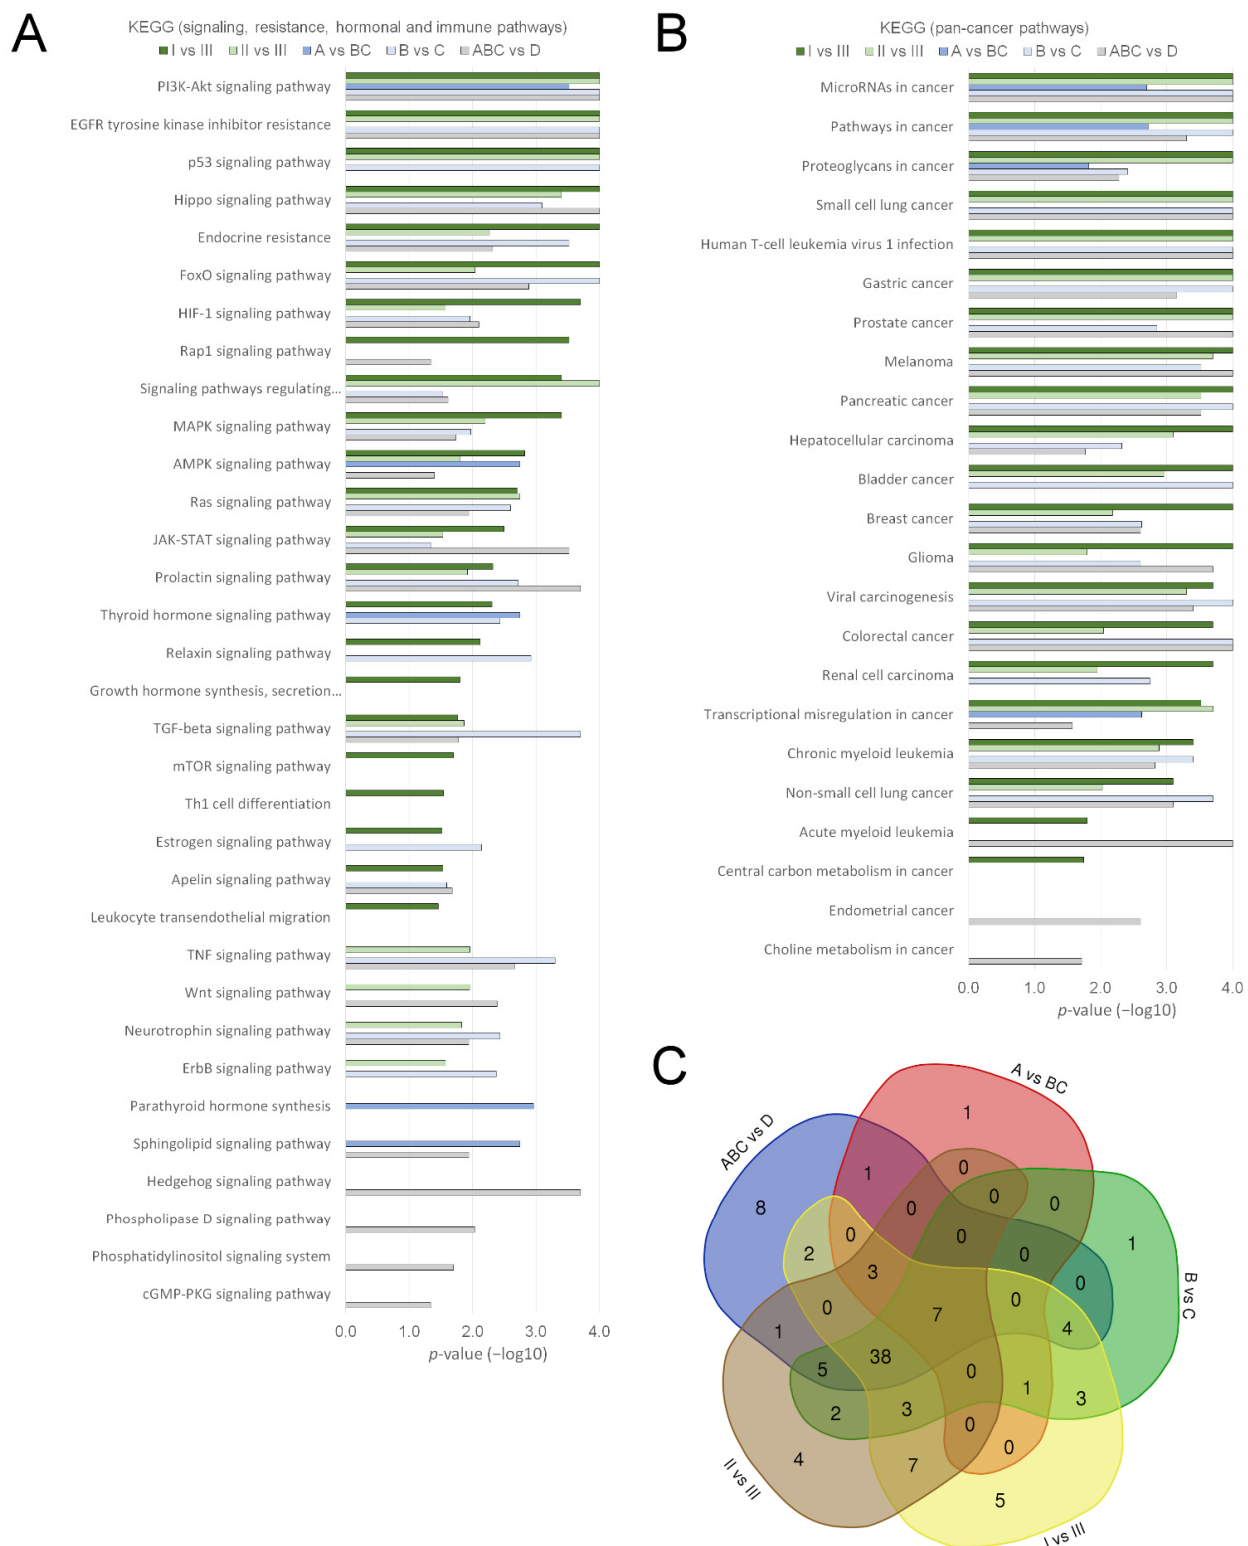 A
KEGG (signaling, resistance, hormonal and immune pathways)
I vs III II vs III A vs BC B vs C ABC vs D
PI3K-Akt signaling pathway
EGFR tyrosine kinase inhibitor resistance
p53 signaling pathway
Hippo signaling pathway
Endocrine resistance
FoxO signaling pathway
HIF-1 signaling pathway
Rap1 signaling pathway
Signaling pathways regulating...
MAPK signaling pathway
AMPK signaling pathway
Ras signaling pathway
JAK-STAT signaling pathway
Prolactin signaling pathway
Thyroid hormone signaling pathway
Relaxin signaling pathway
Growth hormone synthesis, secretion...
TGF-beta signaling pathway
mTOR signaling pathway
Th1 cell differentiation
Estrogen signaling pathway
Apelin signaling pathway
Leukocyte transendothelial migration
TNF signaling pathway
Wnt signaling pathway
Neurotrophin signaling pathway
ErbB signaling pathway
Parathyroid hormone synthesis
Sphingolipid signaling pathway
Hedgehog signaling pathway
Phospholipase D signaling pathway
Phosphatidylinositol signaling system
cGMP-PKG signaling pathway
0.0 1.0 2.0 3.0 4.0
p-value (−log10)
B
KEGG (pan-cancer pathways)
I vs III II vs III A vs BC B vs C ABC vs D
MicroRNAs in cancer
Pathways in cancer
Proteoglycans in cancer
Small cell lung cancer
Human T-cell leukemia virus 1 infection
Gastric cancer
Prostate cancer
Melanoma
Pancreatic cancer
Hepatocellular carcinoma
Bladder cancer
Breast cancer
Glioma
Viral carcinogenesis
Colorectal cancer
Renal cell carcinoma
Transcriptional misregulation in cancer
Chronic myeloid leukemia
Non-small cell lung cancer
Acute myeloid leukemia
Central carbon metabolism in cancer
Endometrial cancer
Choline metabolism in cancer
0.0 1.0 2.0 3.0 4.0
p-value (−log10)
C
A vs BC
ABC vs D
B vs C
II vs III
I vs III
1
1
0
0
0
8
0
0
0
0
1
2
3
0
0
0
7
4
1
5
38
0
1
3
2
3
0
0
4
7
5